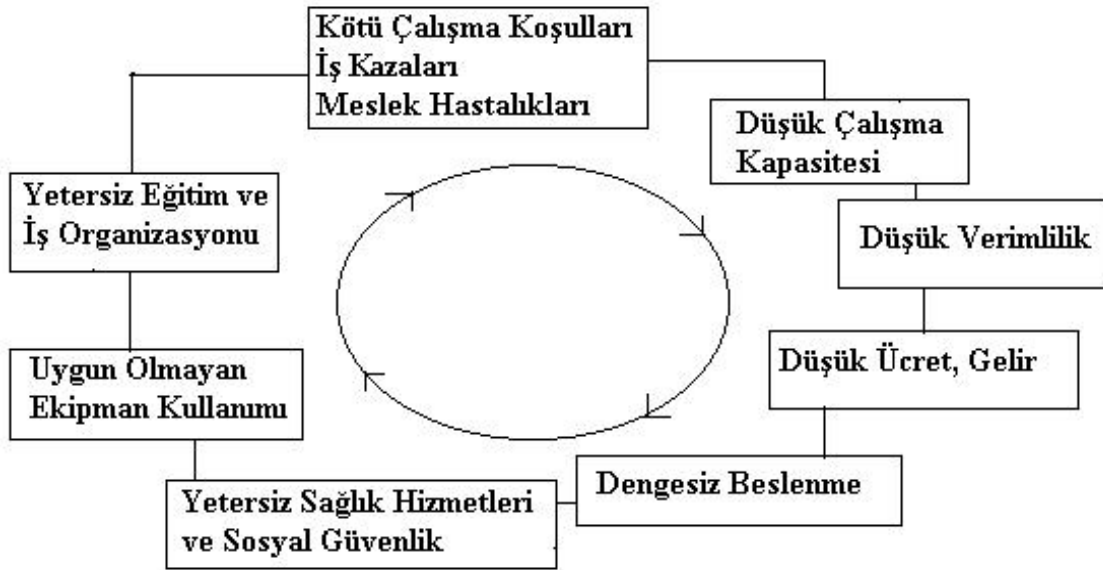 Kötü Çalışma Koşulları
İş Kazaları
Meslek Hastalıkları
Düşük Çalışma
Kapasitesi
Düşük Verimlilik
Düşük Ücret, Gelir
Dengesiz Beslenme
Yetersiz Sağlık Hizmetleri
ve Sosyal Güvenlik
Uygun Olmayan
Ekipman Kullanımı
Yetersiz Eğitim ve
İş Organizasyonu